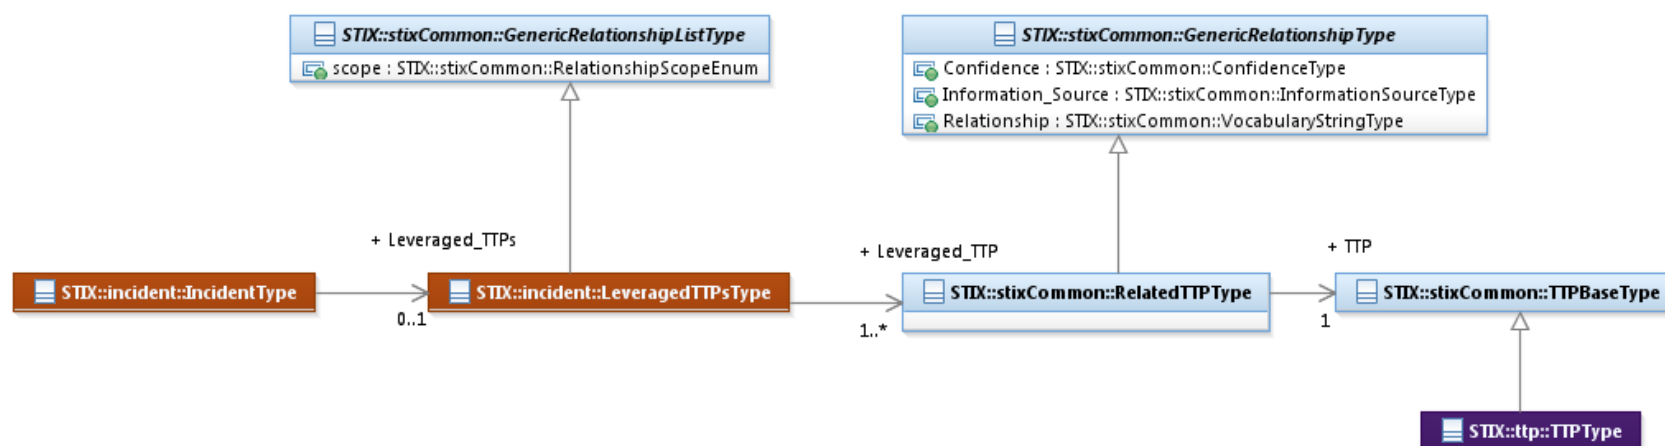 STIX::stixCommon::GenericRelationshipListType
scope : STIX::stixCommon::RelationshipScopeEnum
STIX::stixCommon::GenericRelationshipType
Confidence : STIX::stixCommon::ConfidenceType
Information_Source : STIX::stixCommon::InformationSourceType
Relationship : STIX::stixCommon::VocabularyStringType
+ Leveraged_TTPs
+ Leveraged_TTP
+ TTP
STIX::incident::IncidentType
STIX::incident::LeveragedTTPsType
STIX::stixCommon::RelatedTTPType
STIX::stixCommon::TTPBaseType
0..1
1..*
1
STIX::ttp::TTPType